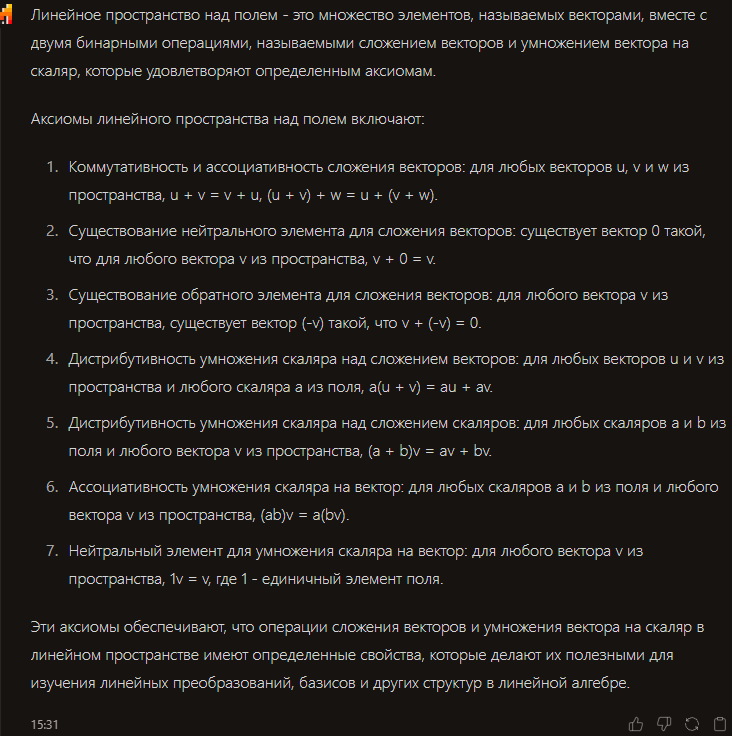 Линейное пространство над полем - это множество элементов, называемых векторами, вместе с
двумя бинарными операциями, называемыми сложением векторов и умножением вектора на
скаляр, которые удовлетворяют определенным аксиомам.
Аксиомы линейного пространства над полем включают:
1. Коммутативность и ассоциативность сложения векторов: для любых векторов u, v и w из
пространства, u + v = v + u, (u + v) + w = u + (v + w).
2. Существование нейтрального элемента для сложения векторов: существует вектор 0 такой,
что для любого вектора v из пространства, v + 0 = v.
3. Существование обратного элемента для сложения векторов: для любого вектора v из
пространства, существует вектор (-v) такой, что v + (-v) = 0.
4. Дистрибутивность умножения скаляра над сложением векторов: для любых векторов u и v из
пространства и любого скаляра a из поля, a(u + v) = au + av.
5. Дистрибутивность умножения скаляра над сложением скаляров: для любых скаляров a и b из
поля и любого вектора v из пространства, (a + b)v = av + bv.
6. Ассоциативность умножения скаляра на вектор: для любых скаляров a и b из поля и любого
вектора v из пространства, (ab)v = a(bv).
7. Нейтральный элемент для умножения скаляра на вектор: для любого вектора v из
пространства, 1v = v, где 1 - единичный элемент поля.
Эти аксиомы обеспечивают, что операции сложения векторов и умножения вектора на скаляр в
линейном пространстве имеют определенные свойства, которые делают их полезными для
изучения линейных преобразований, базисов и других структур в линейной алгебре.
15:31